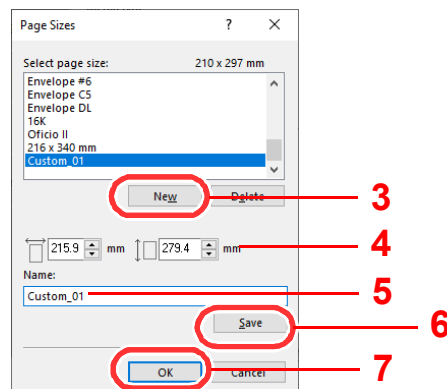 Page Sizes ? ×
Select page size: 210 x 297 mm
Envelope #6
Envelope C5
Envelope DL
16K
Oficio II
216 x 340 mm
Custom_01
New Delete 3
215.9 mm 279.4 mm 4
Name:
Custom_01 5
Save 6
OK Cancel 7